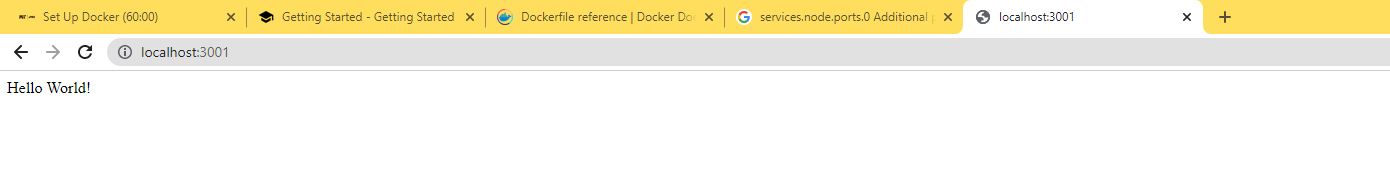 Set Up Docker (60:00)
Getting Started - Getting Started
Dockerfile reference | Docker Do
services.node.ports.0 Additional
localhost:3001
localhost:3001
Hello World!